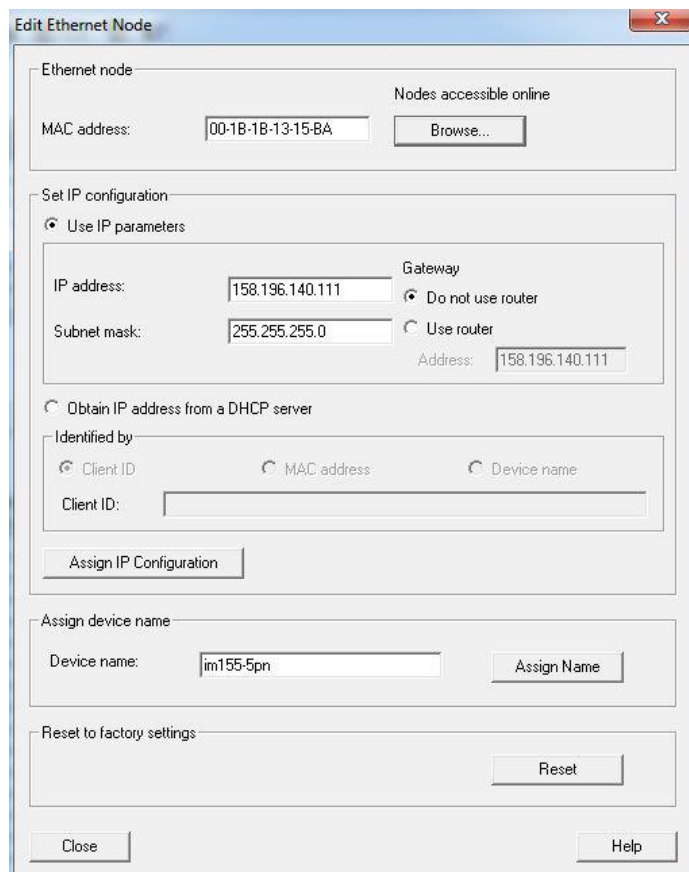 Edit Ethernet Node
Ethernet node
Nodes accessible online
MAC address: 00-1B-1B-13-15-BA Browse...
Set IP configuration
Use IP parameters
Gateway
IP address: 158.196.140.111 Do not use router
Subnet mask: 255.255.255.0 Use router
Address: 158.196.140.111
Obtain IP address from a DHCP server
Identified by
Client ID MAC address Device name
Client ID:
Assign IP Configuration
Assign device name
Device name: im155-5pn Assign Name
Reset to factory settings
Reset
Close Help